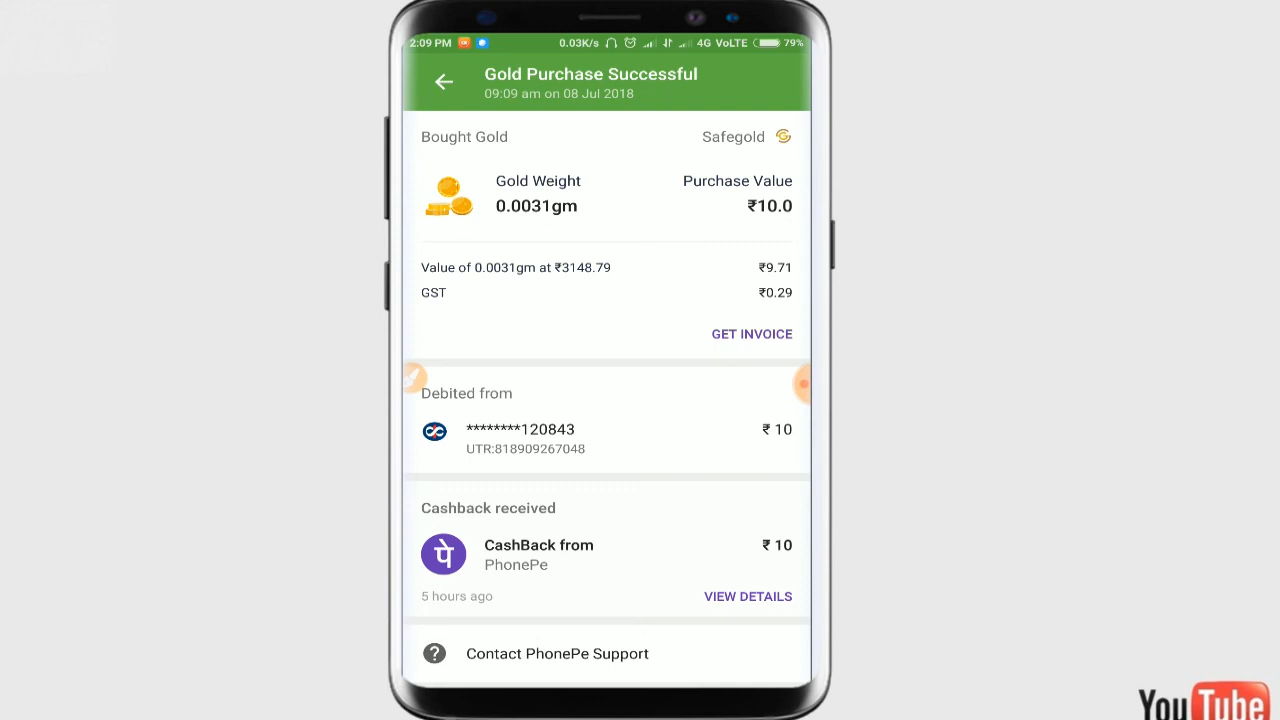 2:09 PM 0.03K/s 4G VoLTE 79%
Gold Purchase Successful
09:09 am on 08 Jul 2018
Bought Gold Safegold
Gold Weight Purchase Value
0.0031gm ₹10.0
Value of 0.0031gm at ₹3148.79 ₹9.71
GST ₹0.29
GET INVOICE
Debited from
********120843 ₹ 10
UTR:818909267048
Cashback received
पे
CashBack from ₹ 10
PhonePe
5 hours ago VIEW DETAILS
? Contact PhonePe Support
YouTube